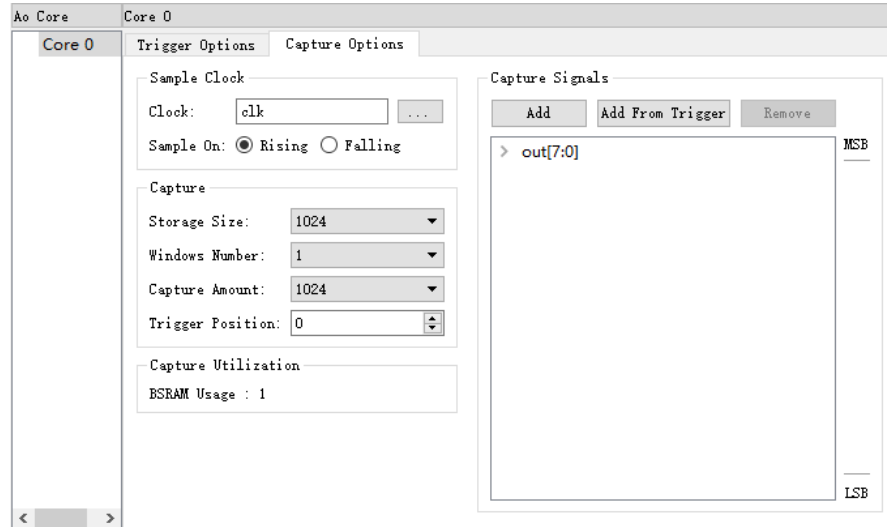 Ao Core
Core 0
Core 0
Trigger Options
Capture Options
Sample Clock
Clock:
clk
...
Sample On:
Rising
Falling
Capture
Storage Size:
1024
Windows Number:
1
Capture Amount:
1024
Trigger Position:
0
Capture Utilization
BSRAM Usage : 1
Capture Signals
Add
Add From Trigger
Remove
out[7:0]
MSB
LSB